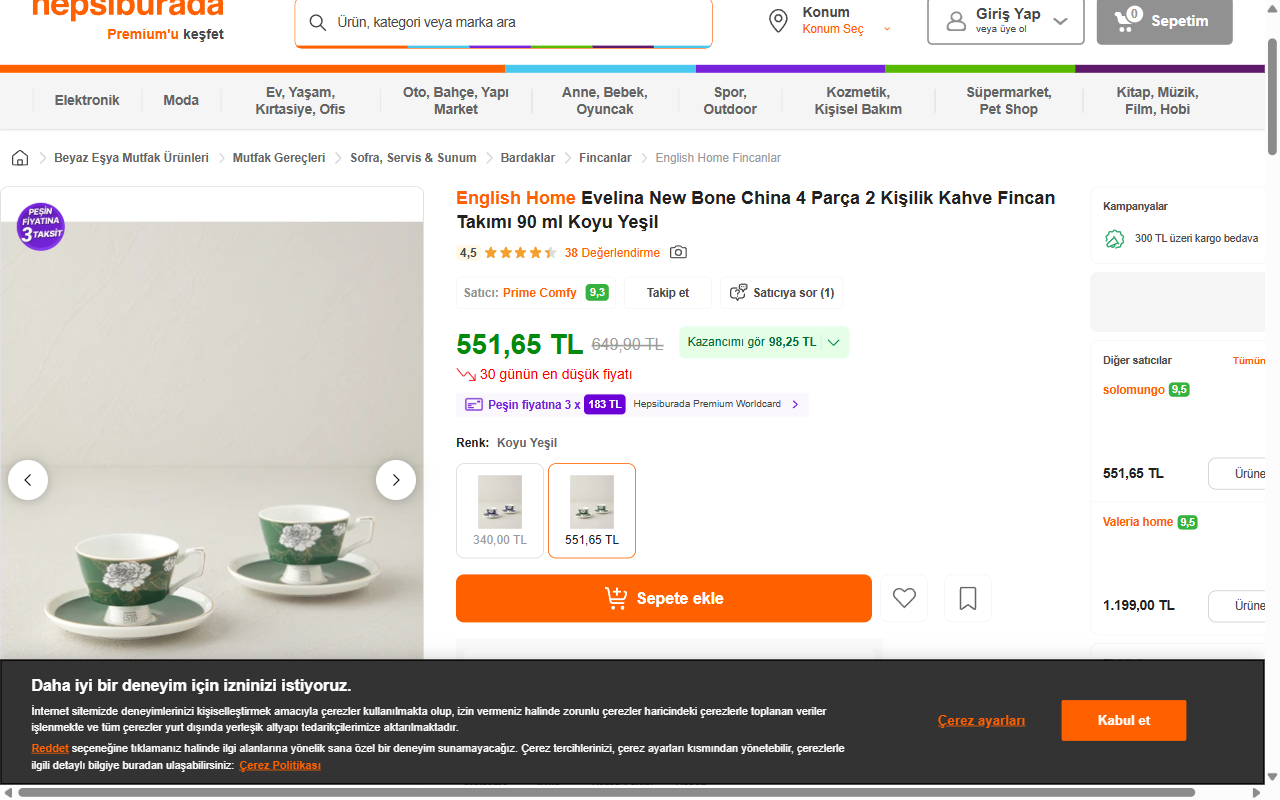 hepsiburada
Premium'u keşfet
Ürün, kategori veya marka ara
Konum
Konum Seç
Giriş Yap
veya üye ol
0
Sepetim
Elektronik
Moda
Ev, Yaşam,
Kırtasiye, Ofis
Oto, Bahçe, Yapı
Market
Anne, Bebek,
Oyuncak
Spor,
Outdoor
Kozmetik,
Kişisel Bakım
Süpermarket,
Pet Shop
Kitap, Müzik,
Film, Hobi
Beyaz Eşya Mutfak Ürünleri
Mutfak Gereçleri
Sofra, Servis & Sunum
Bardaklar
Fincanlar
English Home Fincanlar
PEŞİN
FİYATINA
3 TAKSİT
English Home Evelina New Bone China 4 Parça 2 Kişilik Kahve Fincan
Takımı 90 ml Koyu Yeşil
4,5
38 Değerlendirme
Satıcı: Prime Comfy 9,3
Takip et
Satıcıya sor (1)
551,65 TL 649,90 TL
Kazancımı gör 98,25 TL
30 günün en düşük fiyatı
Peşin fiyatına 3 x 183 TL Hepsiburada Premium Worldcard
Renk: Koyu Yeşil
340,00 TL
551,65 TL
Sepete ekle
Kampanyalar
300 TL üzeri kargo bedava
Diğer satıcılar
Tümün
solomungo 9,5
551,65 TL
Ürüne
Valeria home 9,5
1.199,00 TL
Ürüne
Daha iyi bir deneyim için izninizi istiyoruz.
İnternet sitemizde deneyimlerinizi kişiselleştirmek amacıyla çerezler kullanılmakta olup, izin vermeniz halinde zorunlu çerezler haricindeki çerezlerle toplanan veriler
işlenmekte ve tüm çerezler yurt dışında yerleşik altyapı tedarikçilerimize aktarılmaktadır.
Reddet seçeneğine tıklamanız halinde ilgi alanlarına yönelik sana özel bir deneyim sunamayacağız. Çerez tercihlerinizi, çerez ayarları kısmından yönetebilir, çerezlerle
ilgili detaylı bilgiye buradan ulaşabilirsiniz: Çerez Politikası
Çerez ayarları
Kabul et